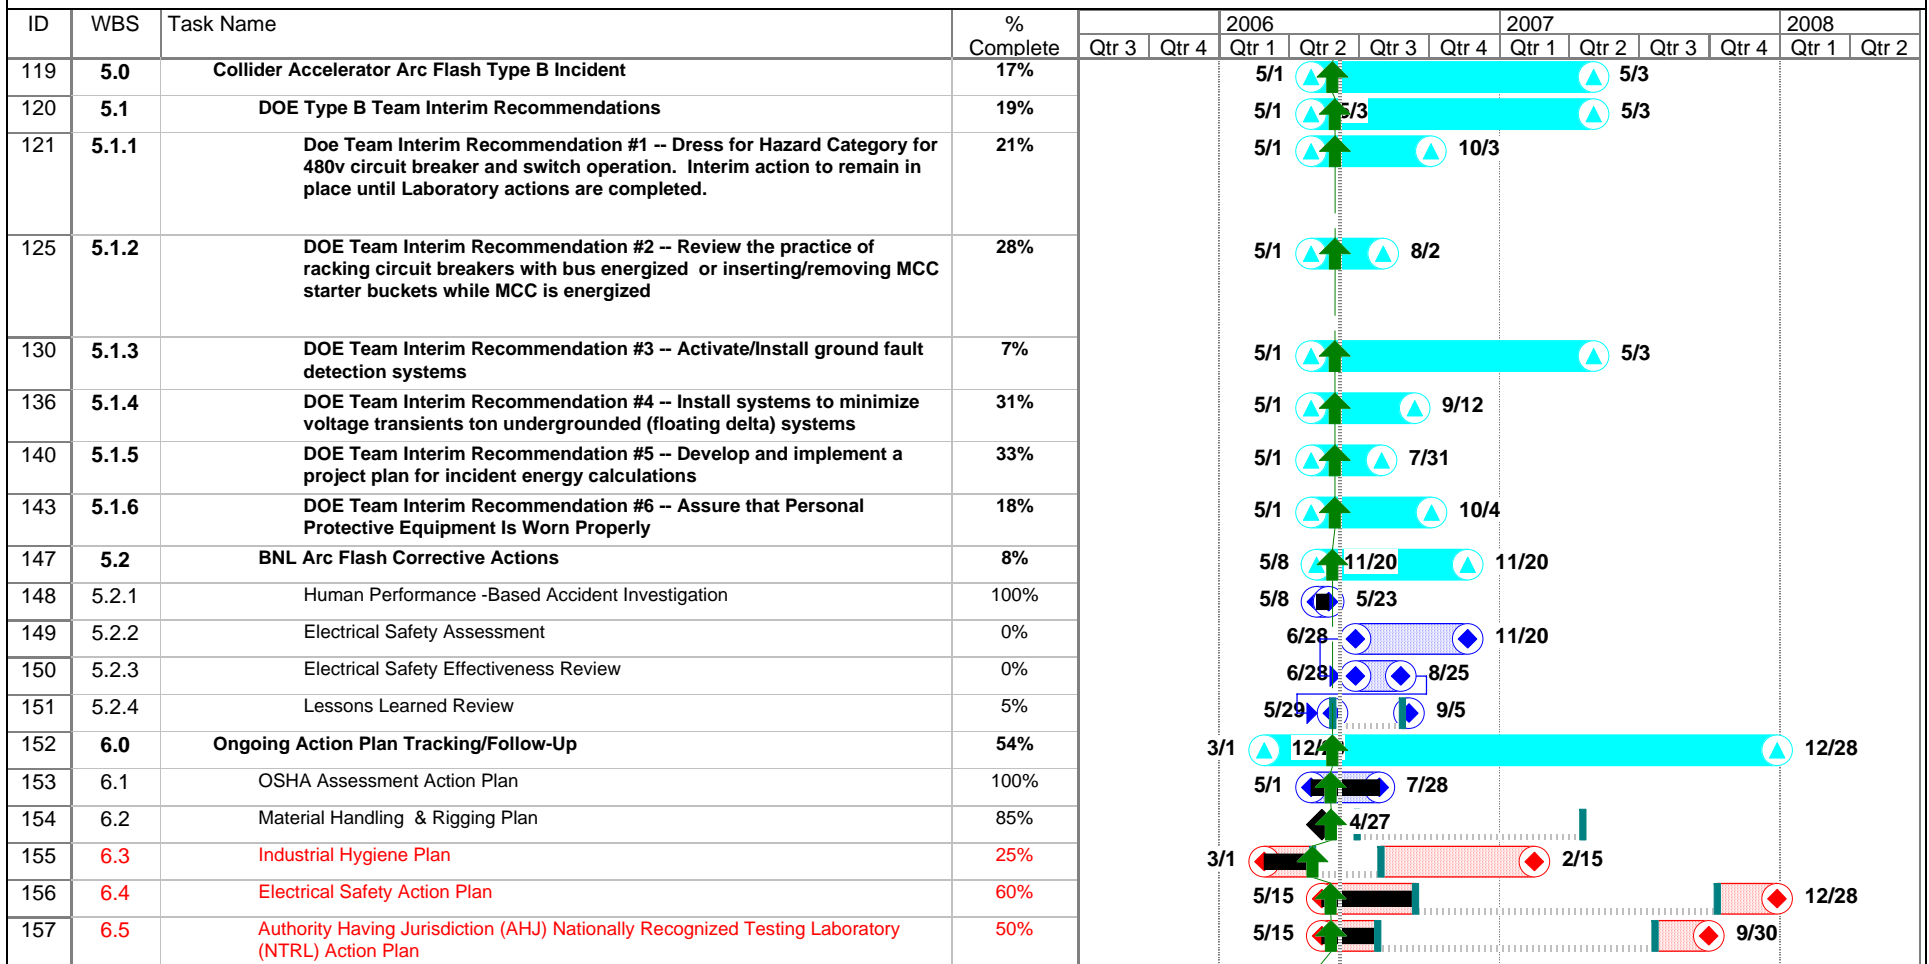 ID WBS Task Name % Complete 2006 2007 2008
Qtr 3 Qtr 4 Qtr 1 Qtr 2 Qtr 3 Qtr 4 Qtr 1 Qtr 2 Qtr 3 Qtr 4 Qtr 1 Qtr 2
119 5.0 Collider Accelerator Arc Flash Type B Incident 17% 5/1 5/3
120 5.1 DOE Type B Team Interim Recommendations 19% 5/1 5/3 5/3
121 5.1.1 Doe Team Interim Recommendation #1 -- Dress for Hazard Category for 21% 5/1 10/3
480v circuit breaker and switch operation. Interim action to remain in
place until Laboratory actions are completed.
125 5.1.2 DOE Team Interim Recommendation #2 -- Review the practice of 28% 5/1 8/2
racking circuit breakers with bus energized or inserting/removing MCC
starter buckets while MCC is energized
130 5.1.3 DOE Team Interim Recommendation #3 -- Activate/Install ground fault 7% 5/1 5/3
detection systems
136 5.1.4 DOE Team Interim Recommendation #4 -- Install systems to minimize 31% 5/1 9/12
voltage transients ton undergrounded (floating delta) systems
140 5.1.5 DOE Team Interim Recommendation #5 -- Develop and implement a 33% 5/1 7/31
project plan for incident energy calculations
143 5.1.6 DOE Team Interim Recommendation #6 -- Assure that Personal 18% 5/1 10/4
Protective Equipment Is Worn Properly
147 5.2 BNL Arc Flash Corrective Actions 8% 5/8 11/20 11/20
148 5.2.1 Human Performance -Based Accident Investigation 100% 5/8 5/23
149 5.2.2 Electrical Safety Assessment 0% 6/28 11/20
150 5.2.3 Electrical Safety Effectiveness Review 0% 6/28 8/25
151 5.2.4 Lessons Learned Review 5% 5/29 9/5
152 6.0 Ongoing Action Plan Tracking/Follow-Up 54% 3/1 12/28
153 6.1 OSHA Assessment Action Plan 100% 5/1 7/28
154 6.2 Material Handling & Rigging Plan 85% 4/27
155 6.3 Industrial Hygiene Plan 25% 3/1 2/15
156 6.4 Electrical Safety Action Plan 60% 5/15 12/28
157 6.5 Authority Having Jurisdiction (AHJ) Nationally Recognized Testing Laboratory 50% 5/15 9/30
(NTRL) Action Plan